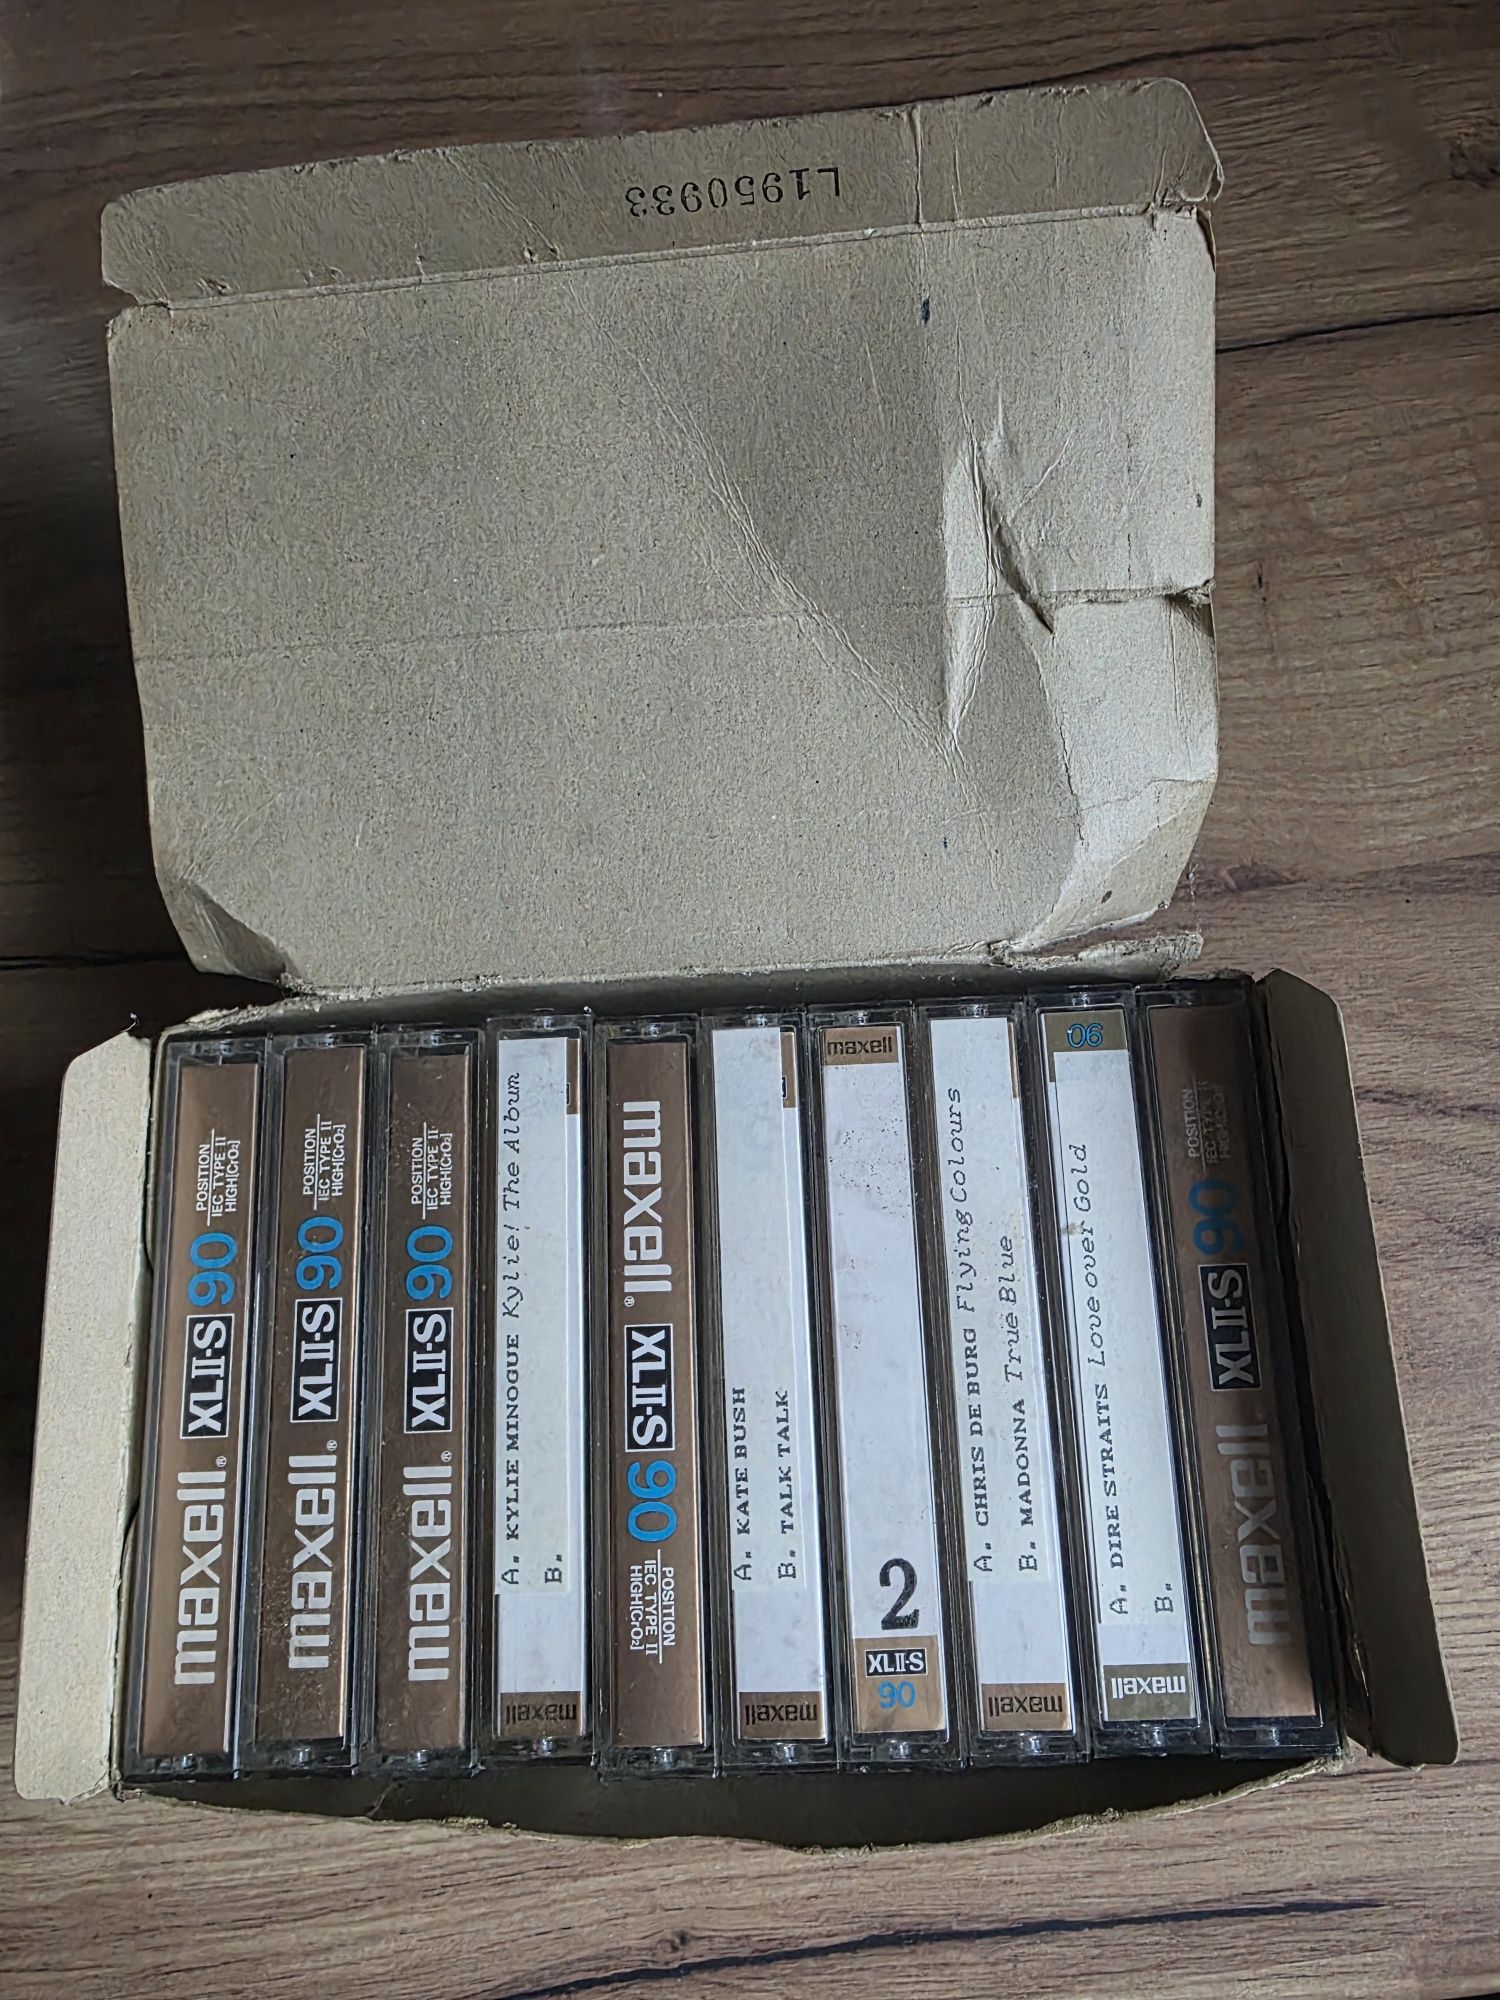 L1950933
maxell® XLII-S 90 POSITION
IEC TYPE II
HIGH[CrO2]
maxell® XLII-S 90 POSITION
IEC TYPE II
HIGH[CrO2]
maxell® XLII-S 90 POSITION
IEC TYPE II
HIGH[CrO2]
A. KYLIE MINOGUE Kylie! The Album
B.
maxell
maxell® XLII-S 90 POSITION
IEC TYPE II
HIGH[CrO2]
A. KATE BUSH
B. TALK TALK
maxell
maxell
2
XLII-S
90
A. CHRIS DE BURG Flying Colours
B. MADONNA True Blue
maxell
90
A. DIRE STRAITS Love over Gold
B.
maxell
maxell XLII-S 90 POSITION
IEC TYPE II
HIGH[CrO2]